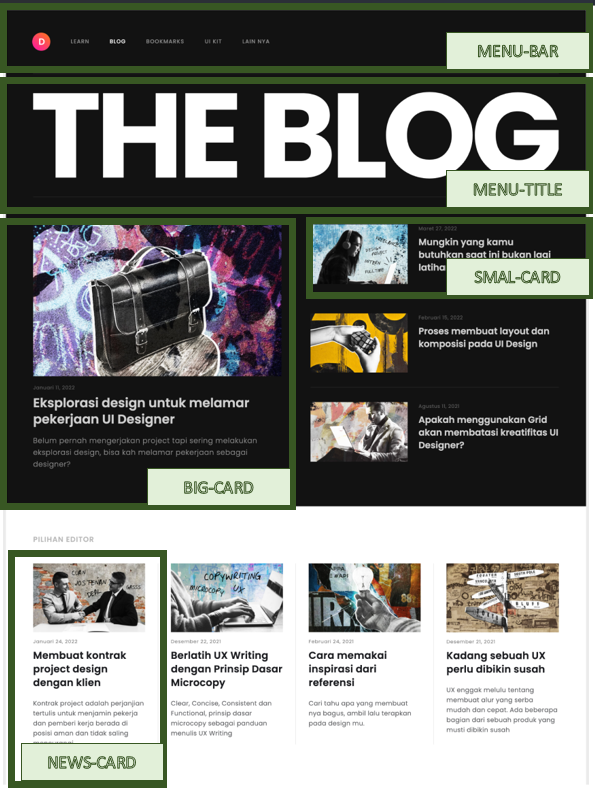 D LEARN BLOG BOOKMARKS UI KIT LAIN NYA
MENU-BAR
THE BLOG
MENU-TITLE
Januari 11, 2022
Eksplorasi design untuk melamar
pekerjaan UI Designer
Belum pernah mengerjakan project tapi sering melakukan
eksplorasi design, bisa kah melamar pekerjaan sebagai
designer?
BIG-CARD
Maret 27, 2022
Mungkin yang kamu
butuhkan saat ini bukan lagi
latiha
SMAL-CARD
Februari 15, 2022
Proses membuat layout dan
komposisi pada UI Design
Agustus 11, 2021
Apakah menggunakan Grid
akan membatasi kreatifitas UI
Designer?
PILIHAN EDITOR
Januari 24, 2022
Membuat kontrak
project design
dengan klien
Kontrak project adalah perjanjian
tertulis untuk menjamin pekerja
dan pemberi kerja berada di
posisi aman dan tidak saling
NEWS-CARD
COPYWRITING
MICROCOPY UX
Desember 22, 2021
Berlatih UX Writing
dengan Prinsip Dasar
Microcopy
Clear, Concise, Consistent dan
Functional, prinsip dasar
microcopy sebagai panduan
menulis UX Writing
Februari 24, 2021
Cara memakai
inspirasi dari
referensi
Cari tahu apa yang membuat
nya bagus, ambil lalu terapkan
pada design mu.
Desember 21, 2021
Kadang sebuah UX
perlu dibikin susah
UX enggak melulu tentang
membuat alur yang serba
mudah dan cepat. Ada beberapa
bagian dari sebuah produk yang
musti dibikin susah